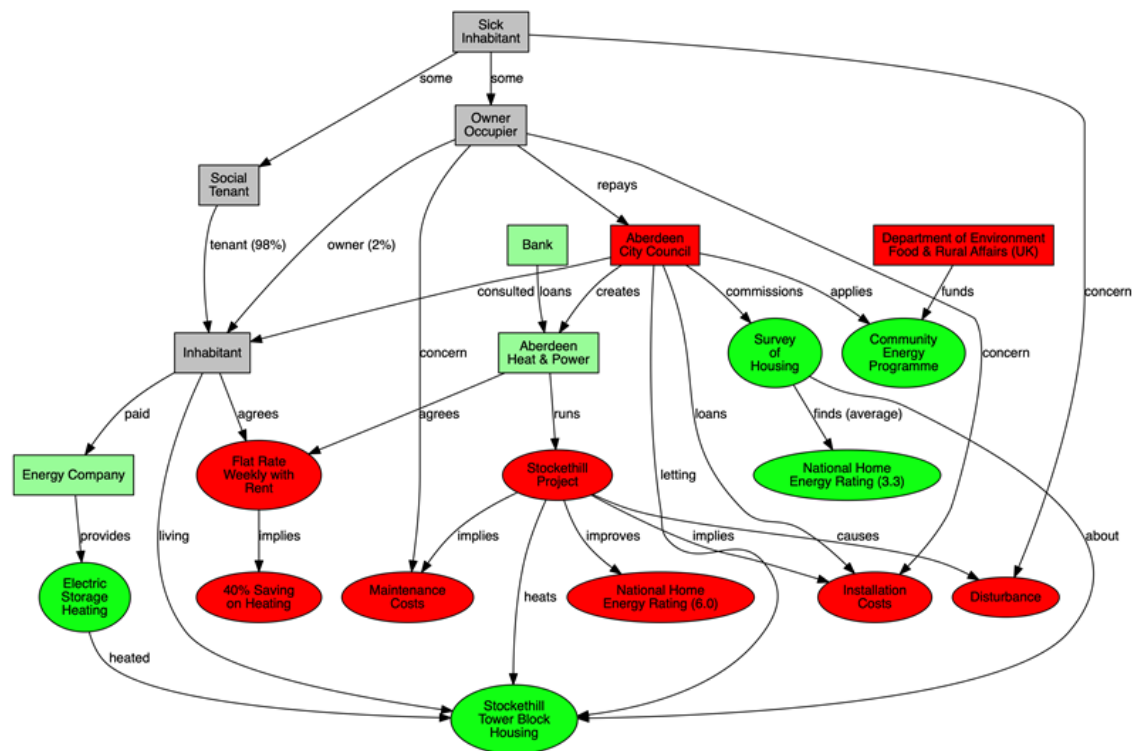 Sick
Inhabitant
some
some
Owner
Occupier
Social
Tenant
repays
tenant (98%)
owner (2%)
Bank
Aberdeen
City Council
Department of Environment
Food & Rural Affairs (UK)
consulted
loans
creates
commissions
applies
funds
concern
Inhabitant
concern
Aberdeen
Heat & Power
Survey
of
Housing
Community
Energy
Programme
concern
paid
agrees
agrees
runs
loans
finds (average)
Energy Company
Flat Rate
Weekly with
Rent
Stockethill
Project
letting
National Home
Energy Rating (3.3)
provides
living
implies
implies
improves
implies
causes
about
Electric
Storage
Heating
40% Saving
on Heating
Maintenance
Costs
heats
National Home
Energy Rating (6.0)
Installation
Costs
Disturbance
heated
Stockethill
Tower Block
Housing